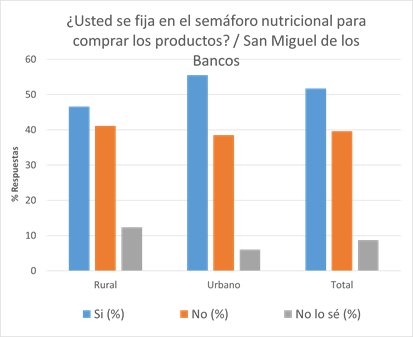 ¿Usted se fija en el semáforo nutricional para
comprar los productos? / San Miguel de los
Bancos
60
50
40
30
20
10
0
% Respuestas
Rural Urbano Total
Si (%) No (%) No lo sé (%)